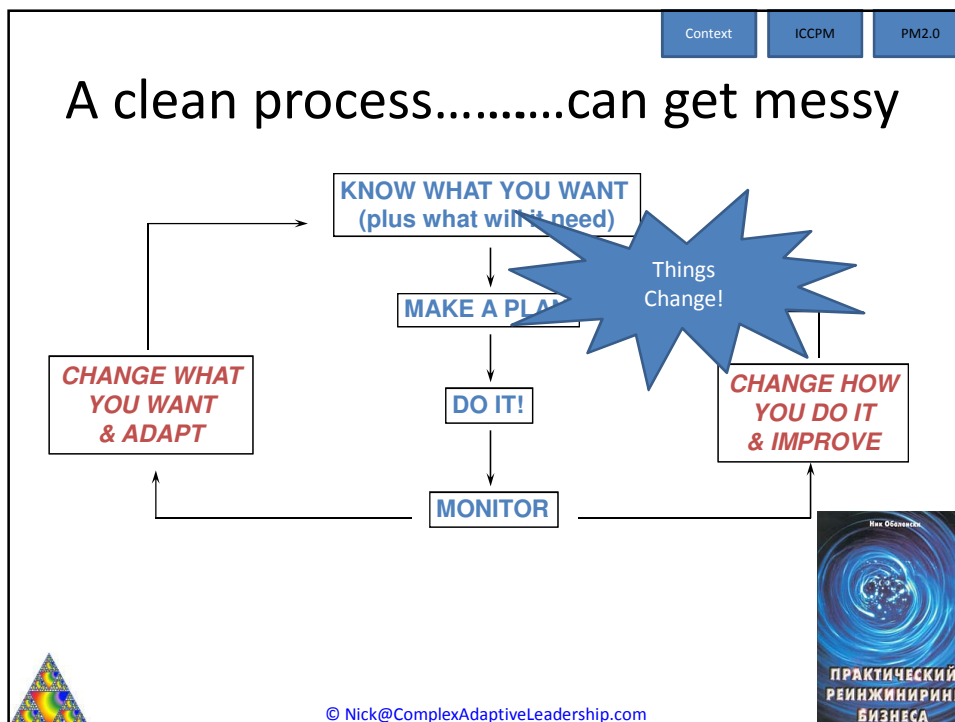 Context
ICCPM
PM2.0
A clean process..........can get messy
KNOW WHAT YOU WANT
(plus what will it need)
Things
Change!
MAKE A PLAN
CHANGE WHAT
YOU WANT
& ADAPT
DO IT!
CHANGE HOW
YOU DO IT
& IMPROVE
MONITOR
Ник Оболенски
ПРАКТИЧЕСКИЙ
РЕИНЖИНИРИНГ
БИЗНЕСА
© Nick@ComplexAdaptiveLeadership.com